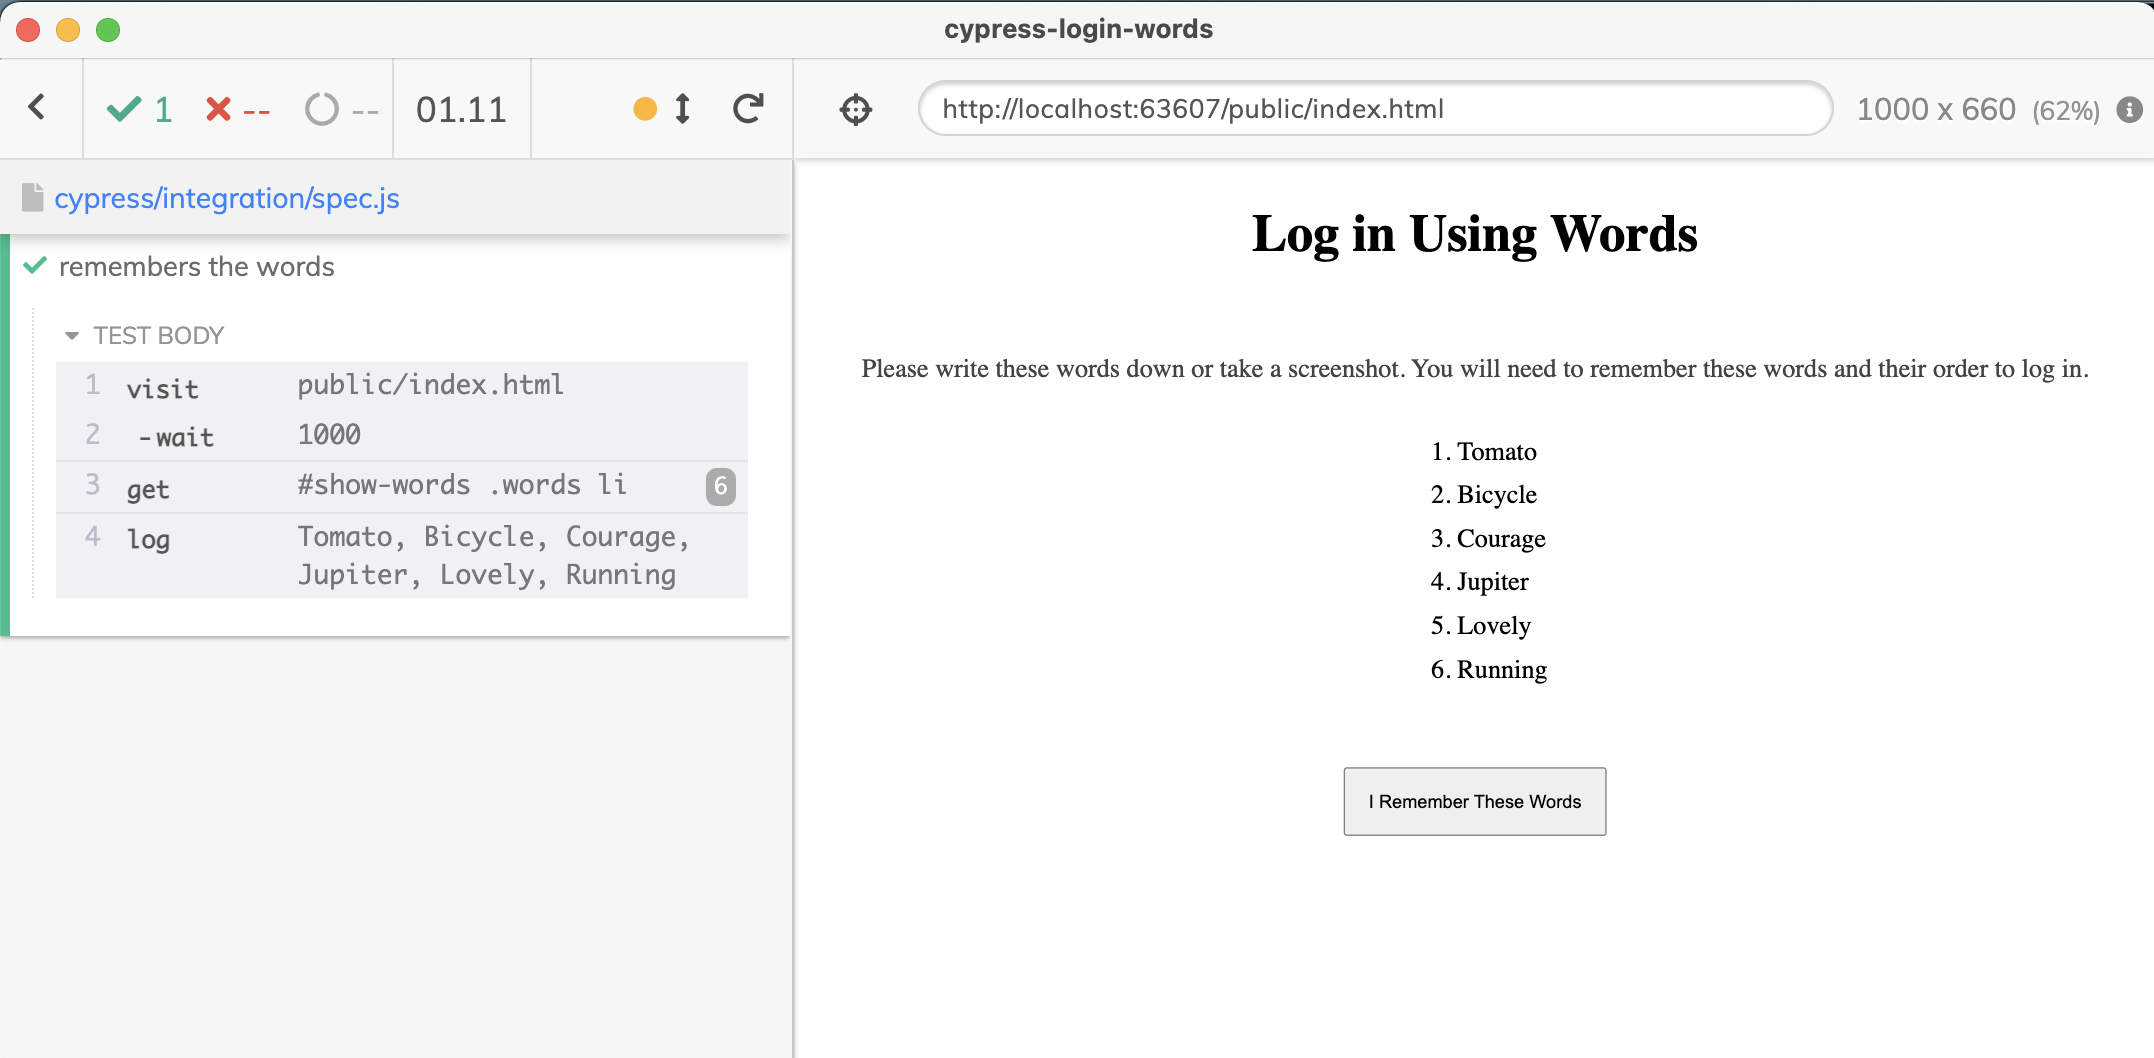 cypress-login-words
1 -- --
01.11
http://localhost:63607/public/index.html
1000 x 660 (62%)
cypress/integration/spec.js
remembers the words
TEST BODY
1 visit public/index.html
2 -wait 1000
3 get #show-words .words li 6
4 log Tomato, Bicycle, Courage,
Jupiter, Lovely, Running
Log in Using Words
Please write these words down or take a screenshot. You will need to remember these words and their order to log in.
1. Tomato
2. Bicycle
3. Courage
4. Jupiter
5. Lovely
6. Running
I Remember These Words